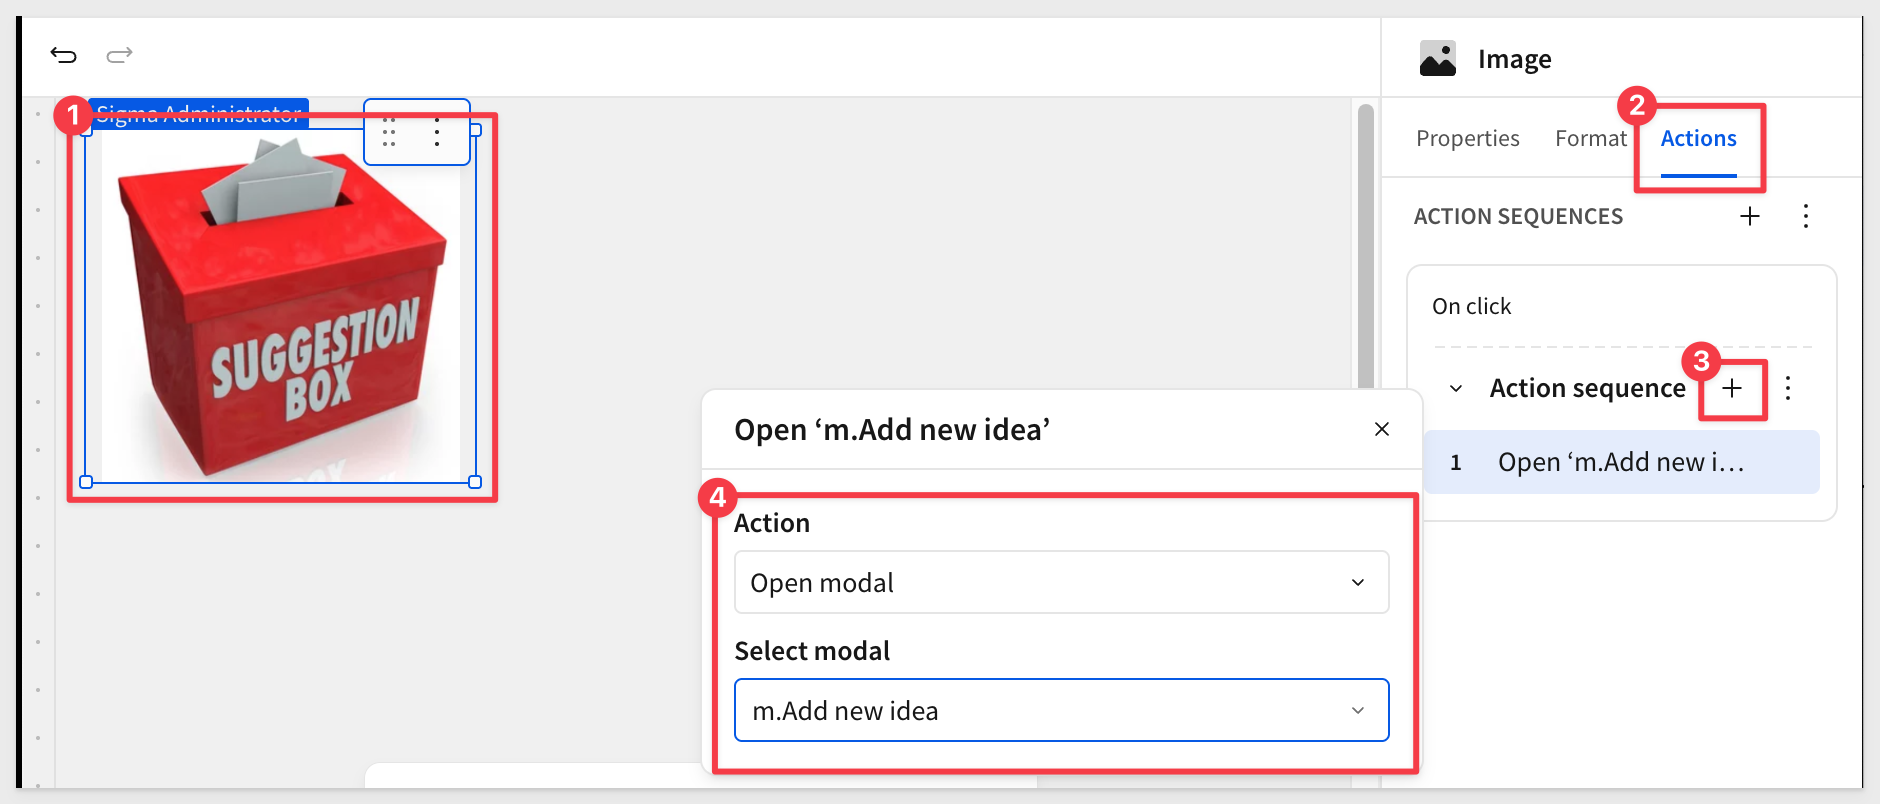 1
Sigma Administrator
SUGGESTION
BOX
Image
2
Properties
Format
Actions
ACTION SEQUENCES
On click
3
Action sequence
1 Open ‘m.Add new i…
Open ‘m.Add new idea’
4
Action
Open modal
Select modal
m.Add new idea